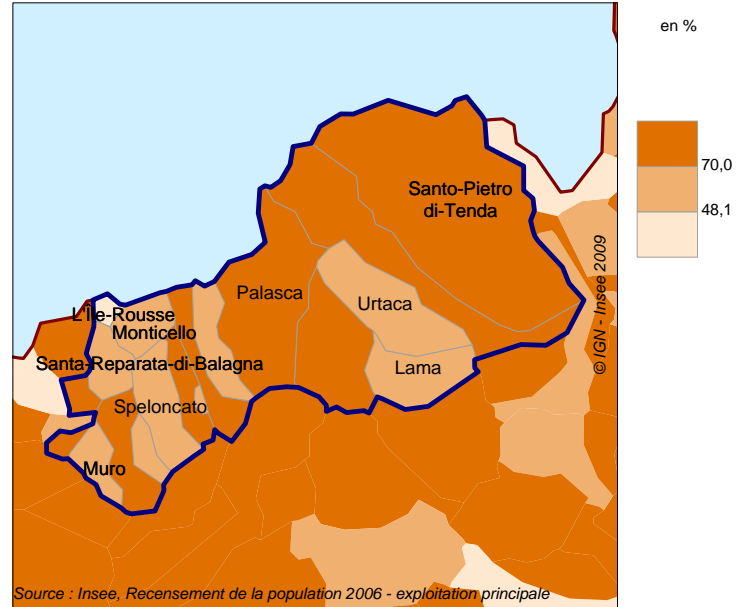 en %
70,0
48,1
Santo-Pietro
di-Tenda
Palasca
Urtaca
L'Île-Rousse
Monticello
Santa-Reparata-di-Balagna
Lama
Speloncato
Muro
© IGN - Insee 2009
Source : Insee, Recensement de la population 2006 - exploitation principale